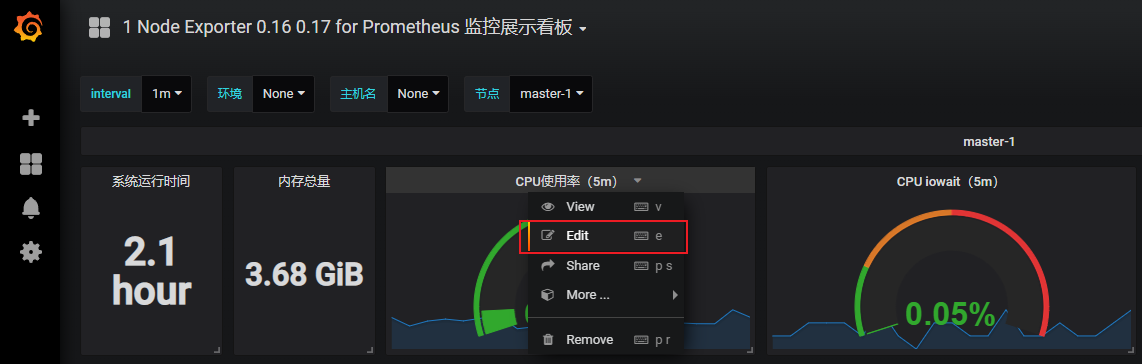 1 Node Exporter 0.16 0.17 for Prometheus 监控展示看板
interval 1m 环境 None 主机名 None 节点 master-1
master-1
系统运行时间 内存总量 CPU使用率（5m） CPU iowait（5m）
View v
Edit e
Share p s
More ...
Remove p r
2.1
hour
3.68 GiB
0.05%